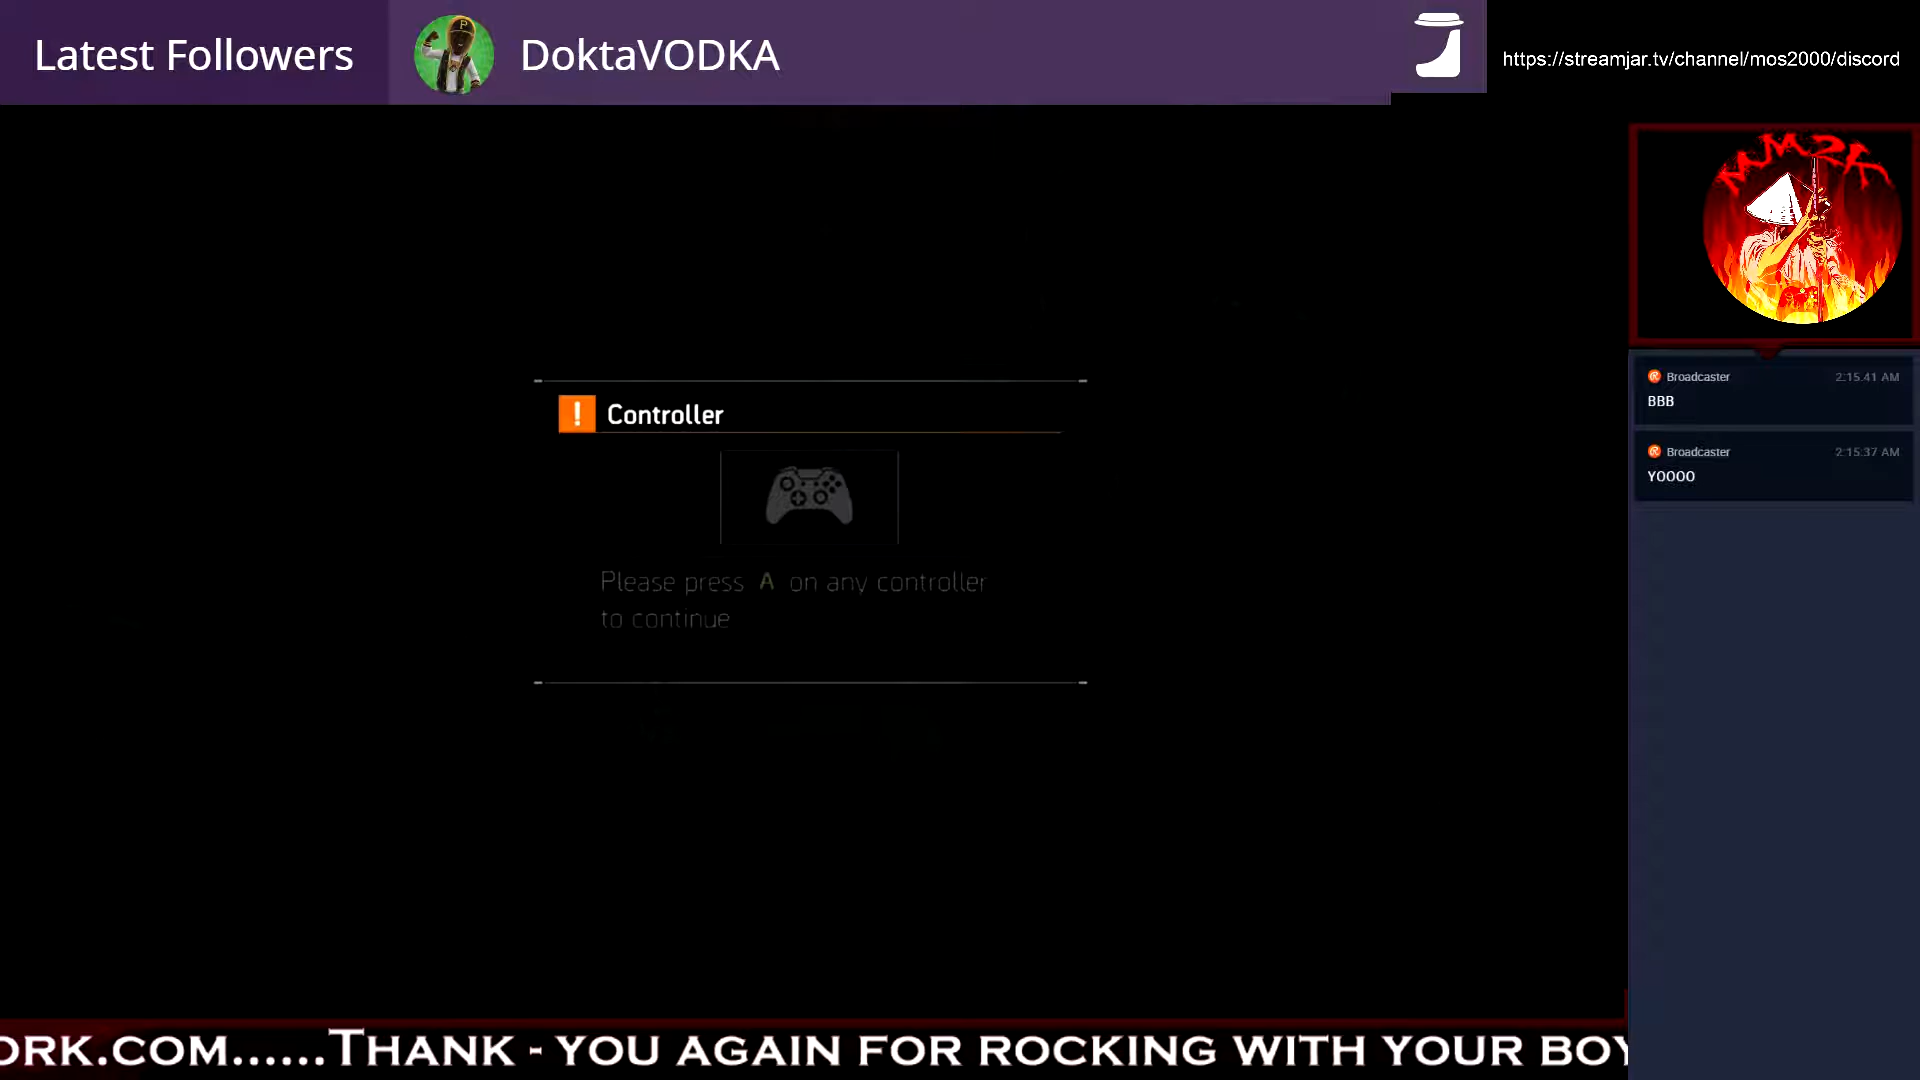 Latest Followers
DoktaVODKA
https://streamjar.tv/channel/mos2000/discord
MM2K
! Controller
Please press A on any controller
to continue
Broadcaster 2:15:41 AM
BBB
Broadcaster 2:15:37 AM
YOOOO
ORK.COM......THANK - YOU AGAIN FOR ROCKING WITH YOUR BOY